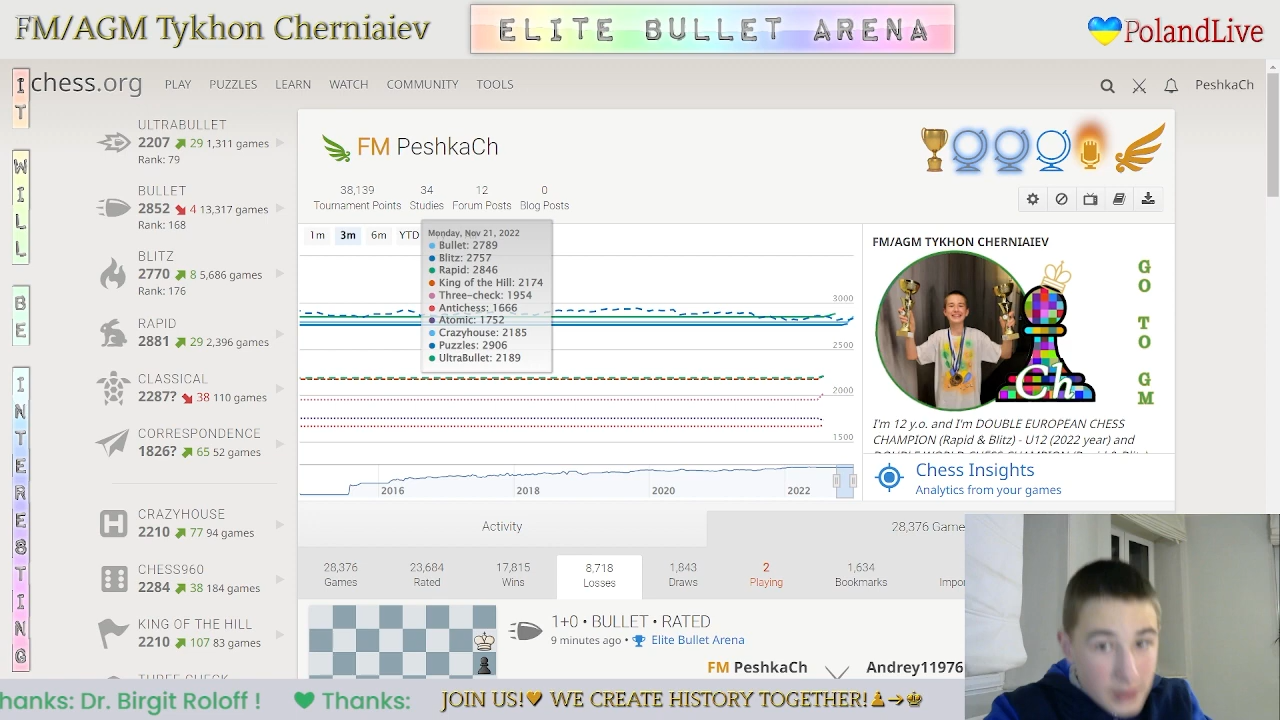 FM/AGM Tykhon Cherniaiev
ELITE BULLET ARENA
PolandLive
IT WILL BE INTERESTING
chess.org
PLAY PUZZLES LEARN WATCH COMMUNITY TOOLS
PeshkaCh
ULTRABULLET
2207 29 1,311 games
Rank: 79
BULLET
2852 4 13,317 games
Rank: 168
BLITZ
2770 8 5,686 games
Rank: 176
RAPID
2881 29 2,396 games
CLASSICAL
2287? 38 110 games
CORRESPONDENCE
1826? 65 52 games
CRAZYHOUSE
2210 77 94 games
CHESS960
2284 38 184 games
KING OF THE HILL
2210 107 83 games
THREE-CHECK
FM PeshkaCh
38,139 34 12 0
Tournament Points Studies Forum Posts Blog Posts
1m 3m 6m YTD
Monday, Nov 21, 2022
Bullet: 2789
Blitz: 2757
Rapid: 2846
King of the Hill: 2174
Three-check: 1954
Antichess: 1666
Atomic: 1752
Crazyhouse: 2185
Puzzles: 2906
UltraBullet: 2189
3000
2500
2000
1500
2016 2018 2020 2022
FM/AGM TYKHON CHERNIAIEV
Ch
GO TO GM
I'm 12 y.o. and I'm DOUBLE EUROPEAN CHESS
CHAMPION (Rapid & Blitz) - U12 (2022 year) and
DOUBLE WORLD CHESS CHAMPION (Rapid & Blitz)
Chess Insights
Analytics from your games
Activity
28,376 Game
28,376 23,684 17,815 8,718 1,843 2 1,634
Games Rated Wins Losses Draws Playing Bookmarks Impor
1+0 • BULLET • RATED
9 minutes ago • Elite Bullet Arena
FM PeshkaCh
Andrey11976
hanks: Dr. Birgit Roloff ! Thanks:
JOIN US! WE CREATE HISTORY TOGETHER!